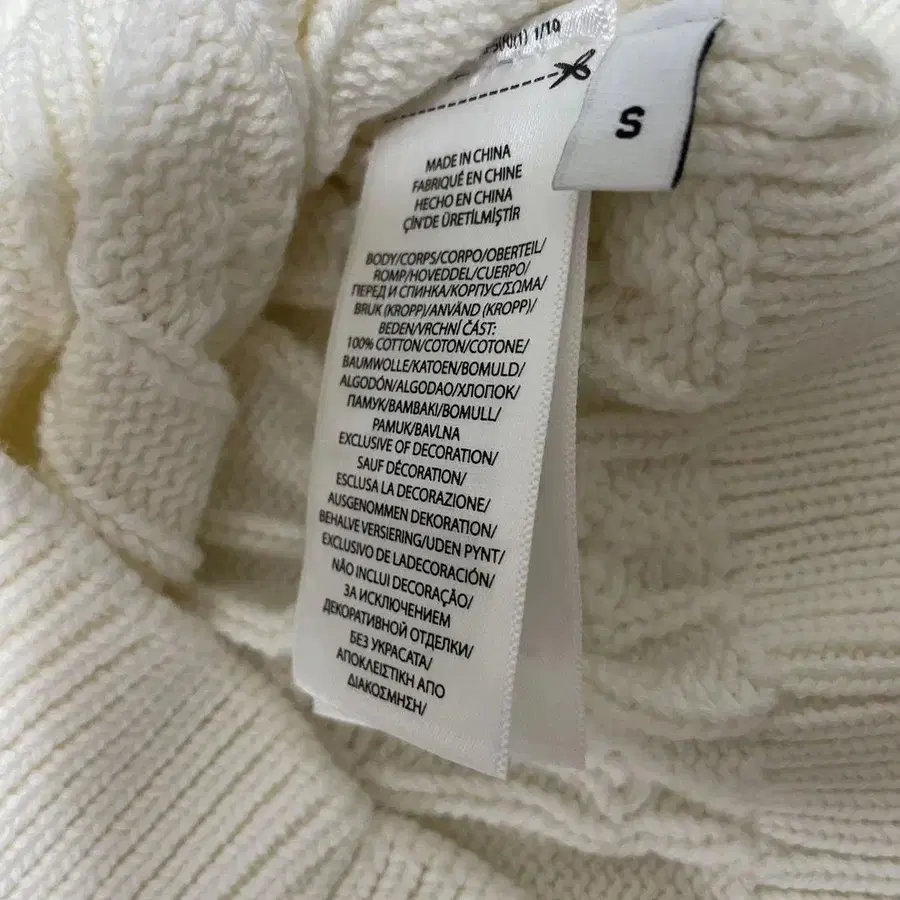 1/10
S
MADE IN CHINA
FABRIQUÉ EN CHINE
HECHO EN CHINA
ÇİN'DE ÜRETİLMİŞTİR
BODY/CORPS/CORPO/OBERTEIL/
ROMP/HOVEDDEL/CUERPO/
ПЕРЕД И СПИНКА/КОРПУС/ΣΩΜΑ/
BRUK (KROPP)/ANVÄND (KROPP)/
BEDEN/VRCHNÍ ČÁST:
100% COTTON/COTON/COTONE/
BAUMWOLLE/KATOEN/BOMULD/
ALGODÓN/ALGODAO/ХЛОПОК/
ПАМУК/BAMBAKI/BOMULL/
PAMUK/BAVLNA
EXCLUSIVE OF DECORATION/
SAUF DÉCORATION/
ESCLUSA LA DECORAZIONE/
AUSGENOMMEN DEKORATION/
BEHALVE VERSIERING/UDEN PYNT/
EXCLUSIVO DE LADECORACIÓN/
NÃO INCLUI DECORAÇÃO/
ЗА ИСКЛЮЧЕНИЕМ
ДЕКОРАТИВНОЙ ОТДЕЛКИ/
БЕЗ УКРАСАТА/
ΑΠΟΚΛΕΙΣΤΙΚΗ ΑΠΟ
ΔΙΑΚΟΣΜΗΣΗ/